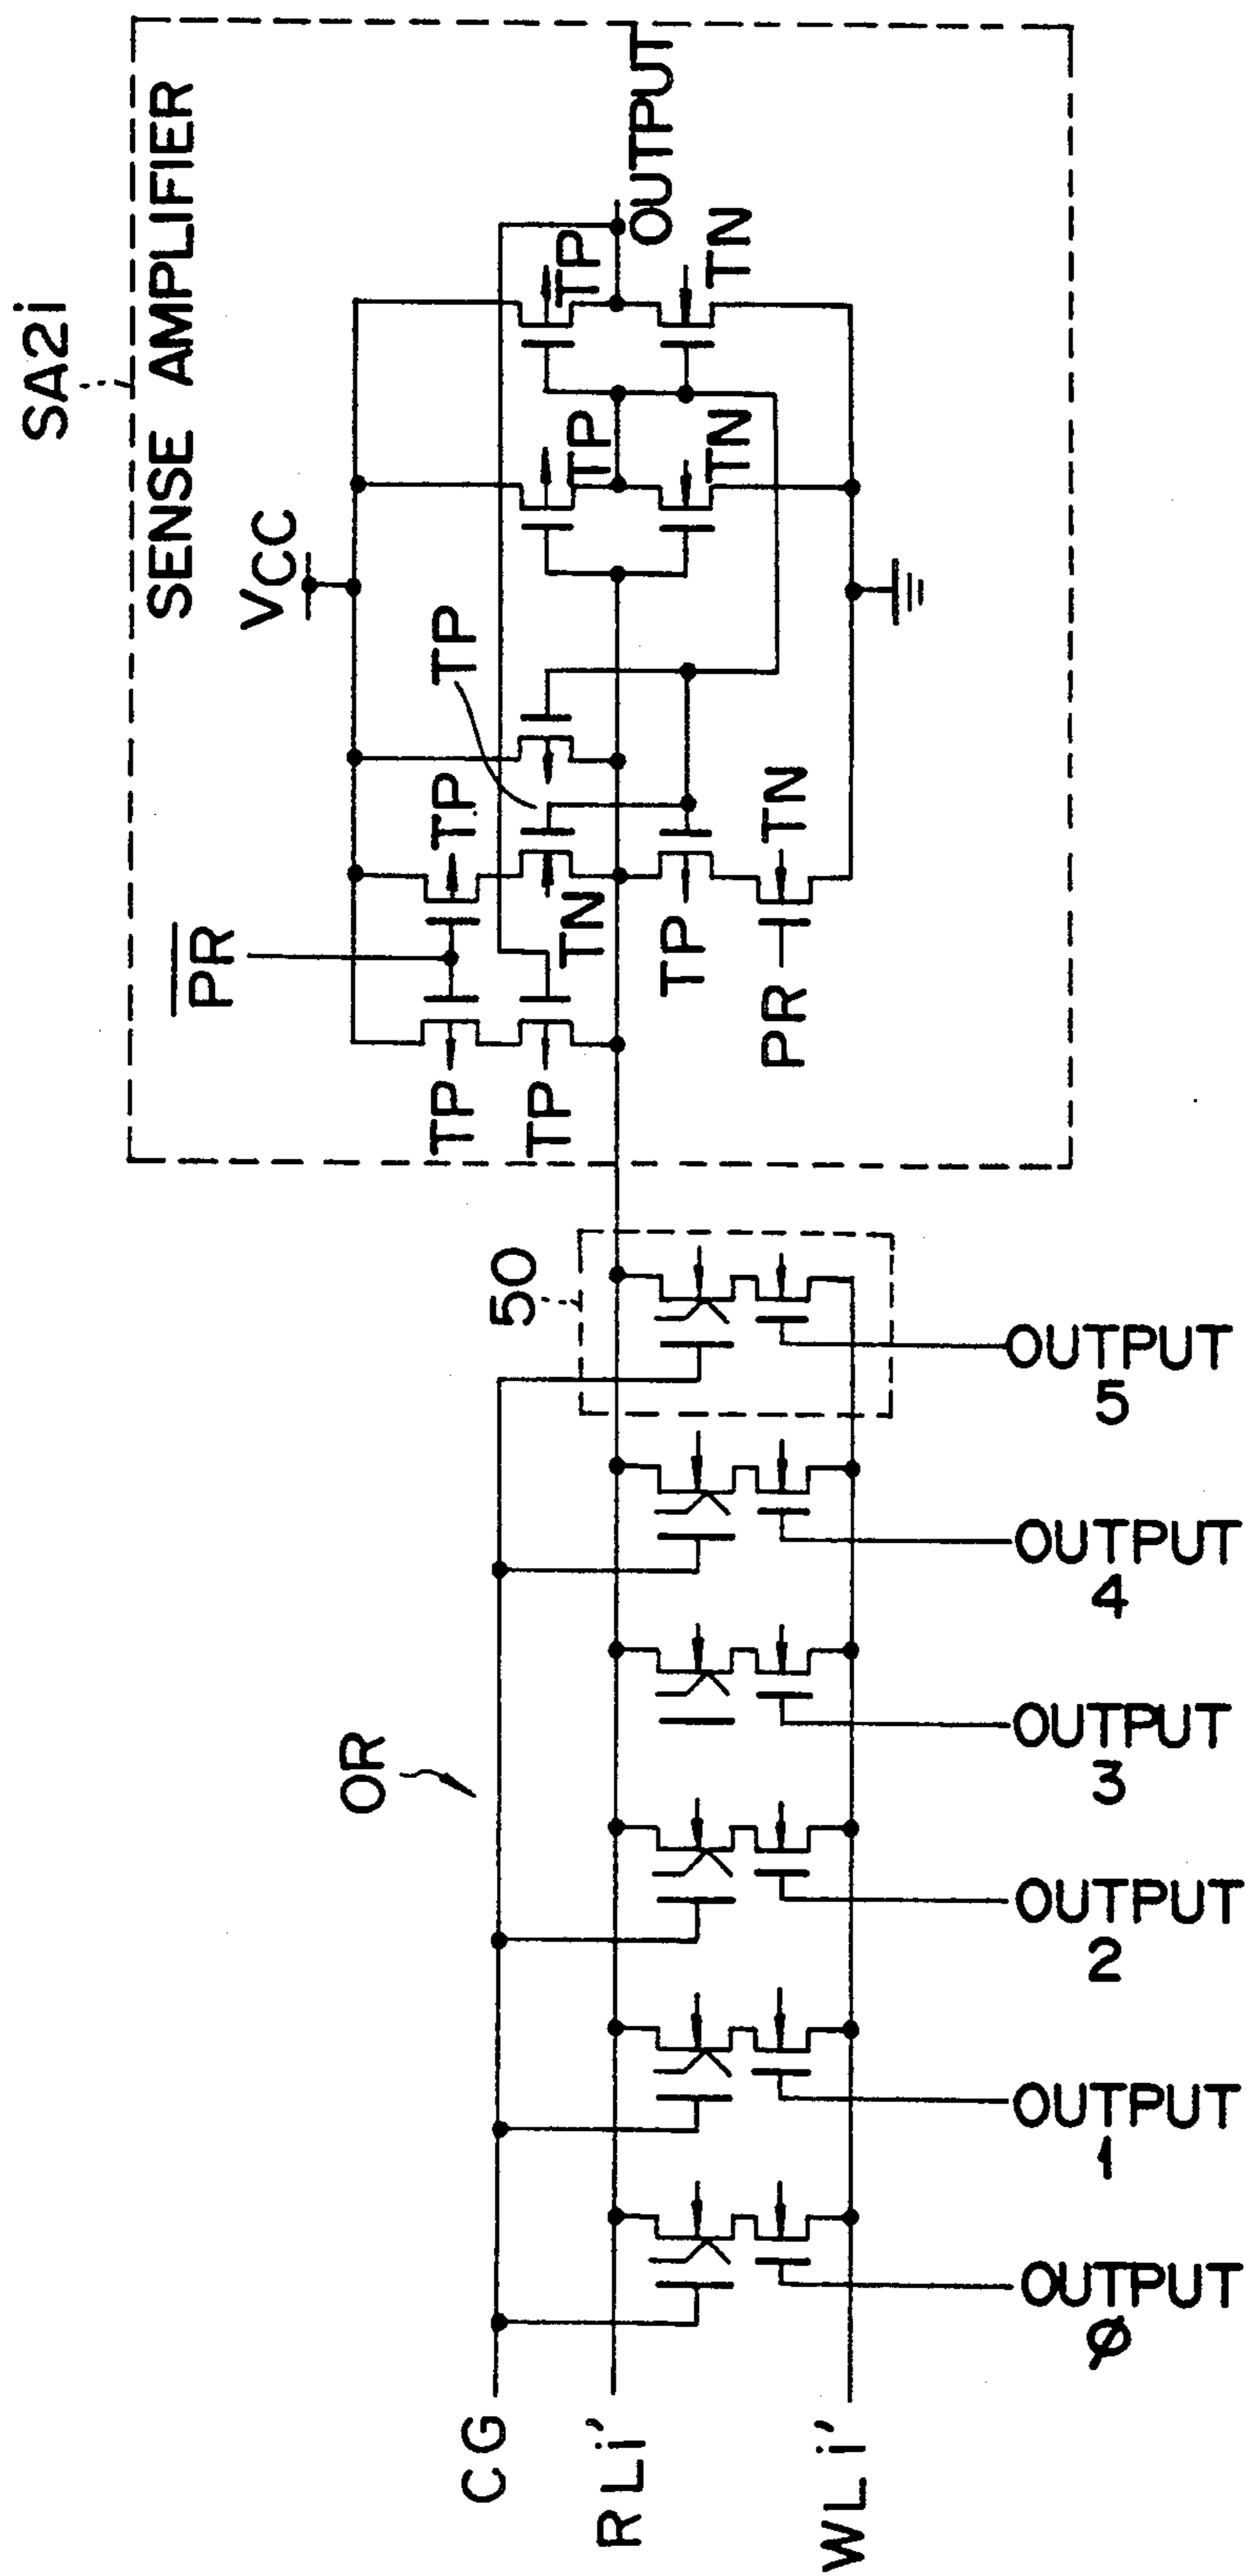 SA2i
SENSE AMPLIFIER
VCC
PR
TP
TP
TP
TP
TP
TP
TP
TN
TN
TN
TN
PR
OUTPUT
50
OR
CG
RLi'
WLi'
OUTPUT
Ø
OUTPUT
1
OUTPUT
2
OUTPUT
3
OUTPUT
4
OUTPUT
5